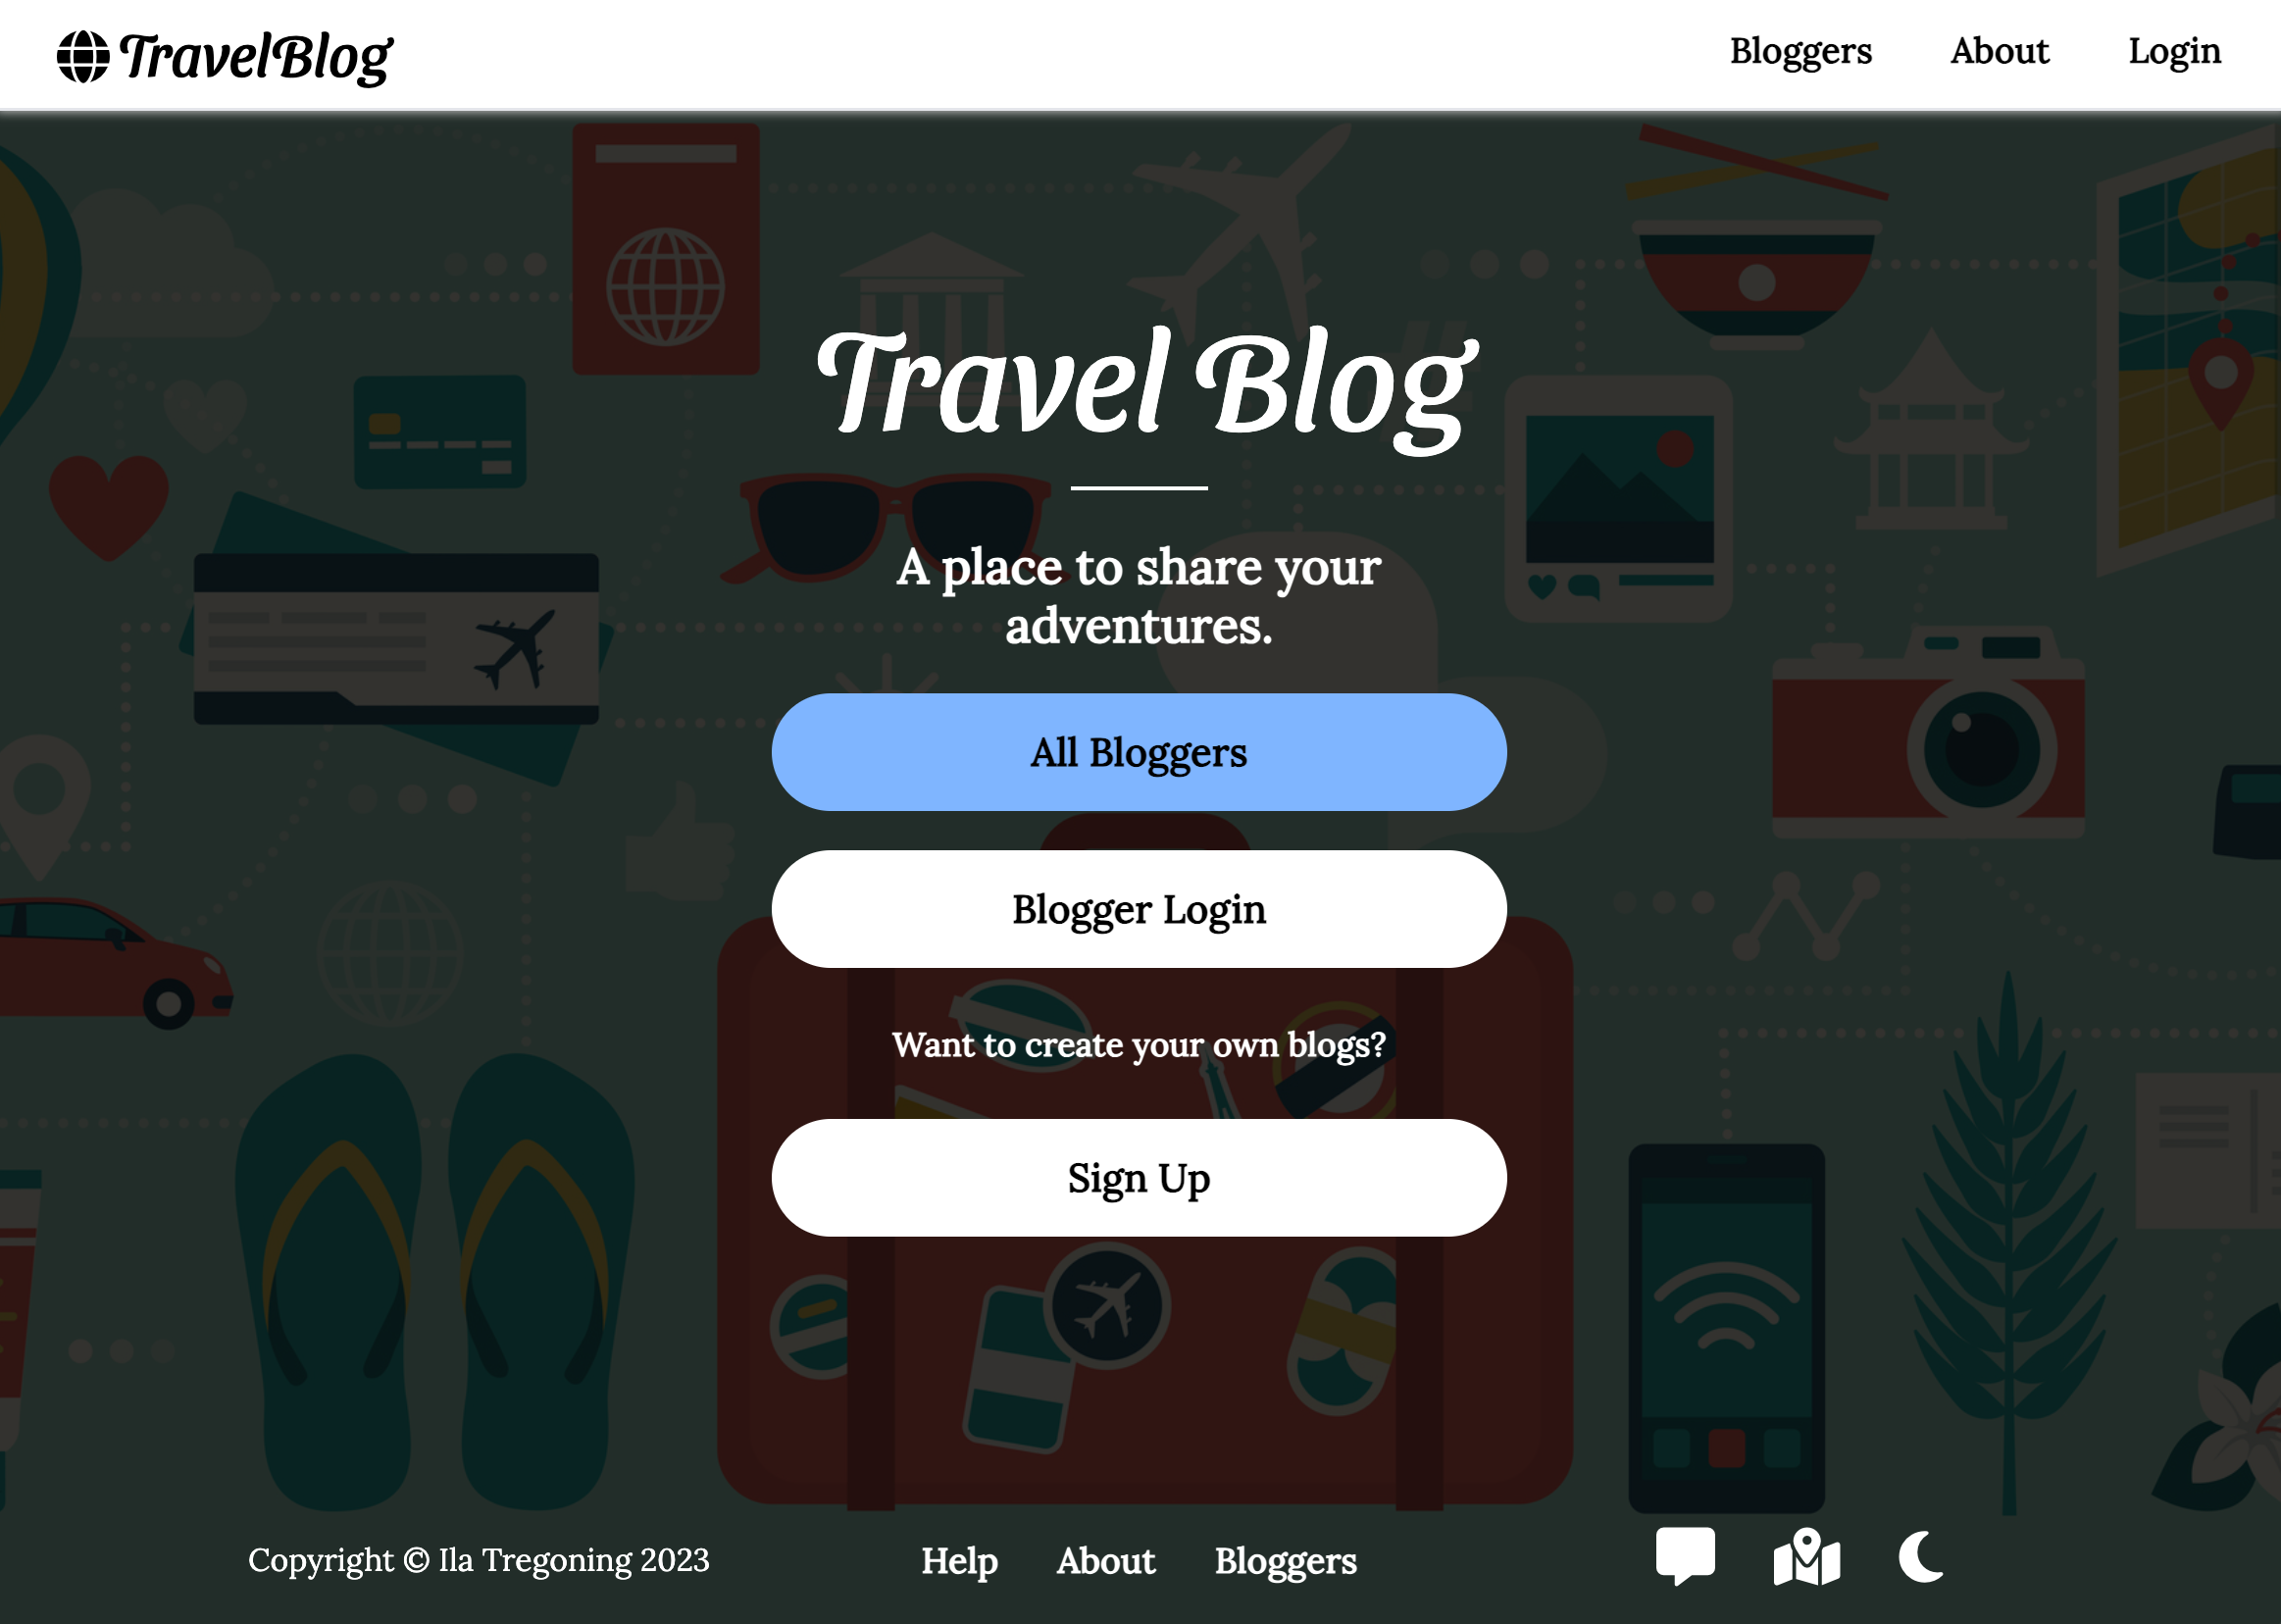 TravelBlog
Bloggers About Login
Travel Blog
A place to share your
adventures.
All Bloggers
Blogger Login
Want to create your own blogs?
Sign Up
Copyright © Ila Tregoning 2023
Help About Bloggers